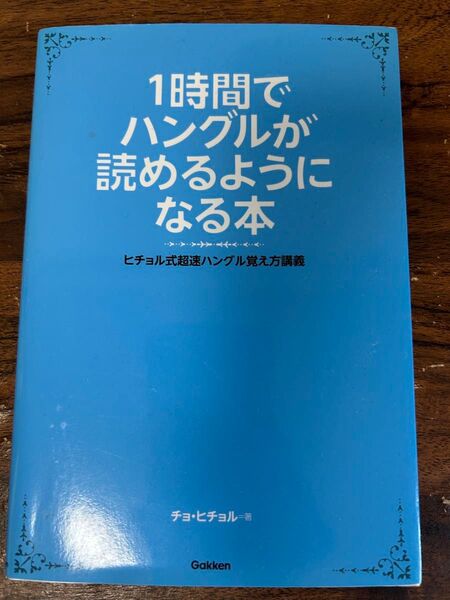 1時間で
ハングルが
読めるように
なる本
ヒチョル式超速ハングル覚え方講義
チョ・ヒチョル=著
Gakken